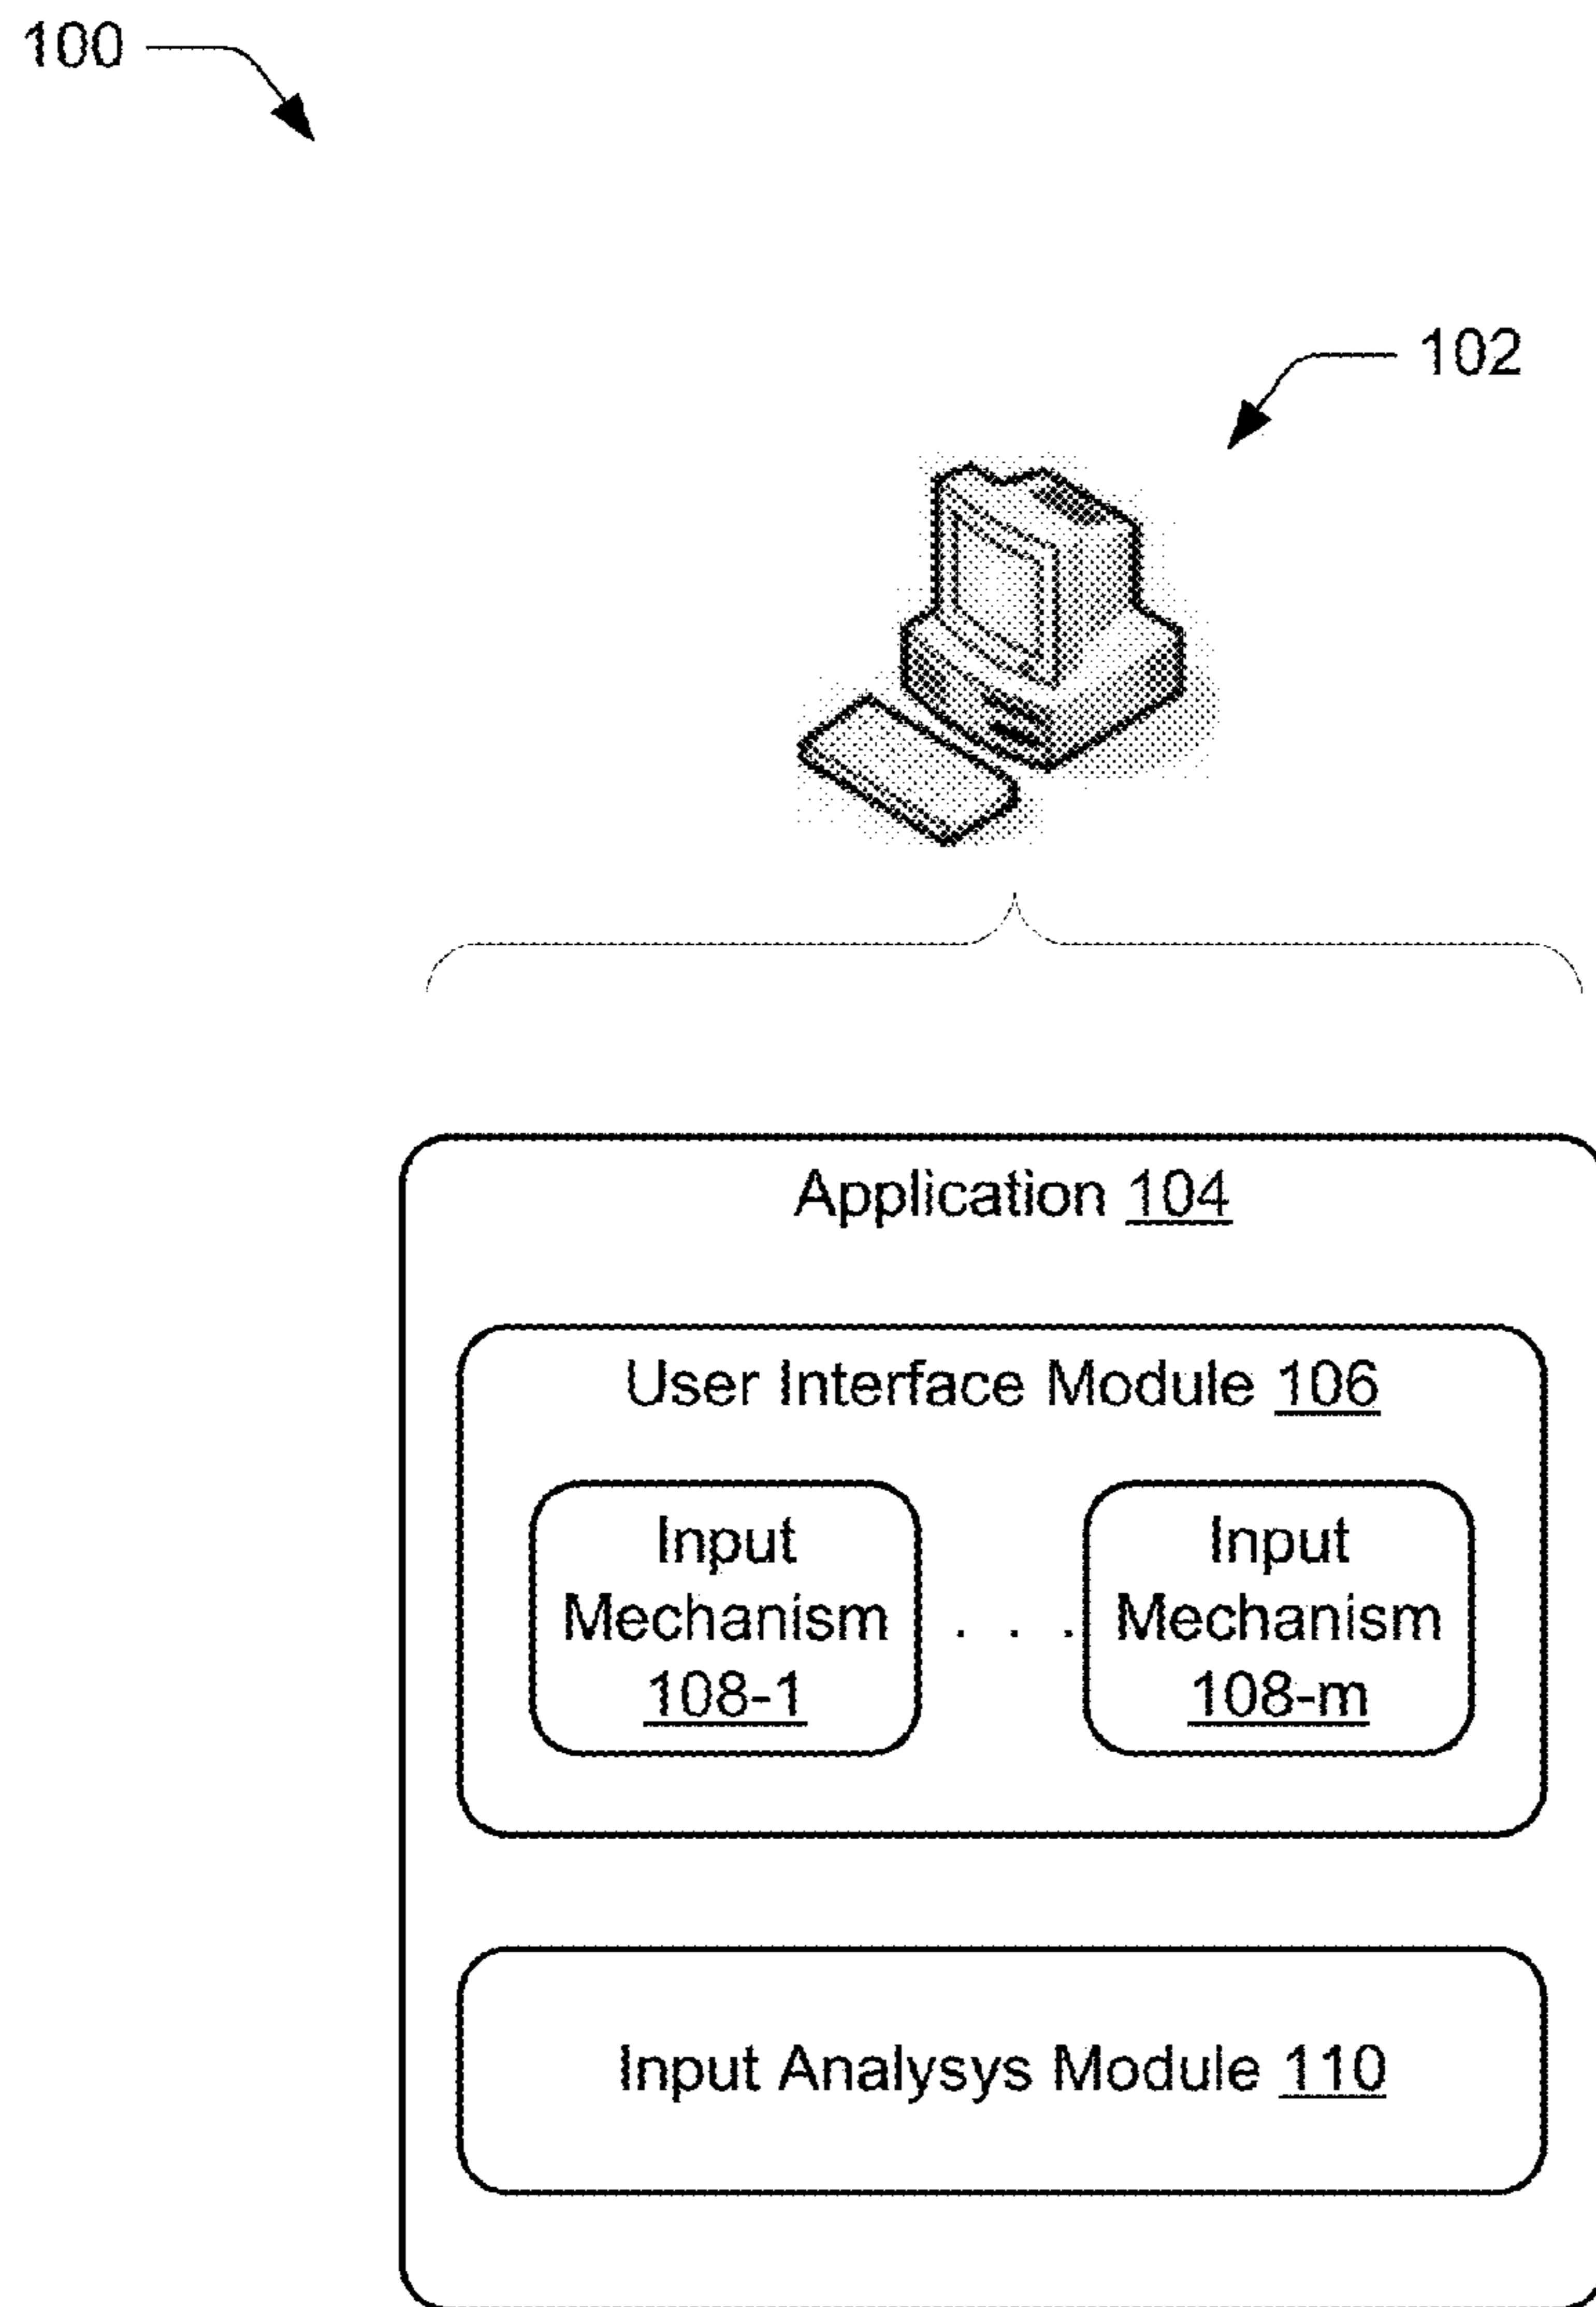 100
102
Application 104
User Interface Module 106
Input
Mechanism
108-1
. . .
Input
Mechanism
108-m
Input Analysys Module 110